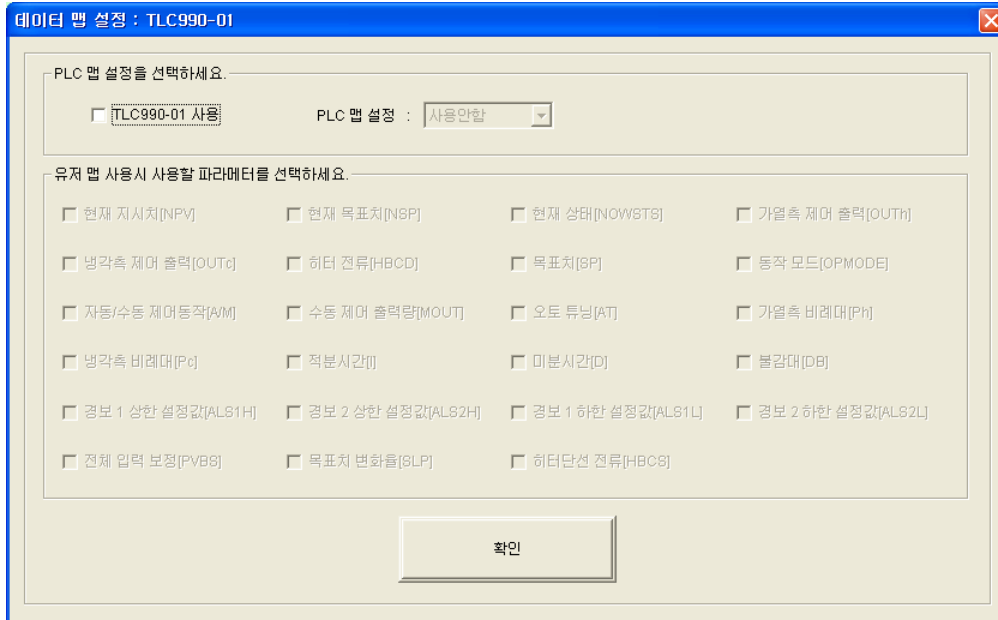 데이터 맵 설정 : TLC990-01
PLC 맵 설정을 선택하세요.
TLC990-01 사용 PLC 맵 설정 : 사용안함
유저 맵 사용시 사용할 파라메터를 선택하세요.
현재 지시치[NPV] 현재 목표치[NSP] 현재 상태[NOWSTS] 가열측 제어 출력[OUTh]
냉각측 제어 출력[OUTc] 히터 전류[HBCD] 목표치[SP] 동작 모드[OPMODE]
자동/수동 제어동작[A/M] 수동 제어 출력량[MOUT] 오토 튜닝[AT] 가열측 비례대[Ph]
냉각측 비례대[Pc] 적분시간[I] 미분시간[D] 불감대[DB]
경보 1 상한 설정값[ALS1H] 경보 2 상한 설정값[ALS2H] 경보 1 하한 설정값[ALS1L] 경보 2 하한 설정값[ALS2L]
전체 입력 보정[PVBS] 목표치 변화율[SLP] 히터단선 전류[HBCS]
확인